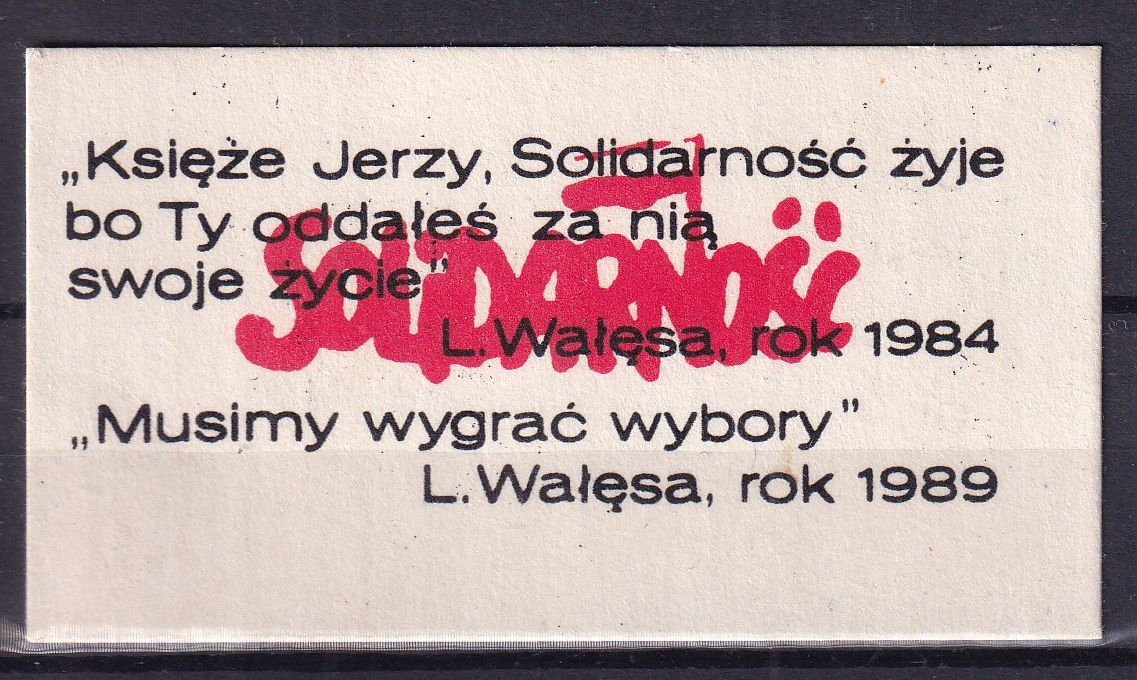 „Księże Jerzy, Solidarność żyje
bo Ty oddałeś za nią
swoje życie”
SOLIDARNOŚĆ
L. Wałęsa, rok 1984
„Musimy wygrać wybory”
L. Wałęsa, rok 1989